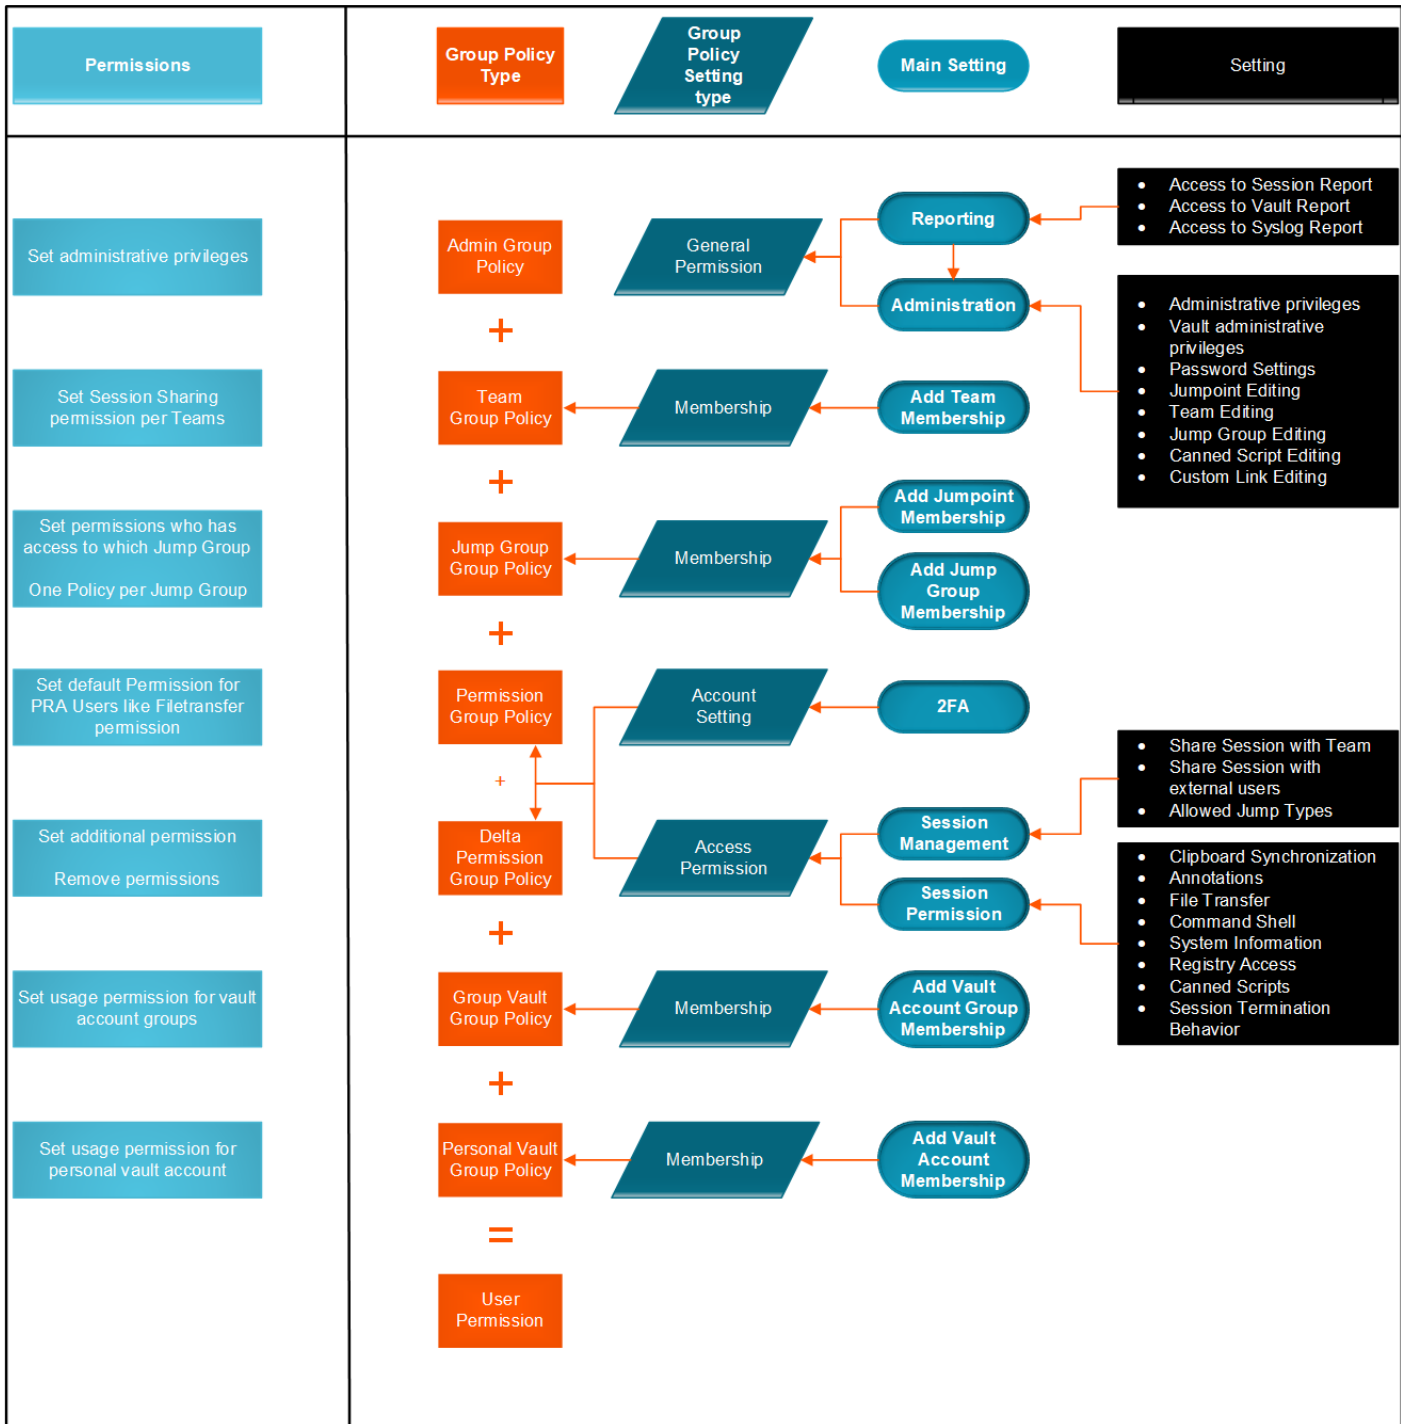 Permissions
Group Policy
Type
Group
Policy
Setting
type
Main Setting
Setting
Set administrative privileges
Admin Group
Policy
+
General
Permission
Reporting
Administration
• Access to Session Report
• Access to Vault Report
• Access to Syslog Report
• Administrative privileges
• Vault administrative
privileges
• Password Settings
• Jumpoint Editing
• Team Editing
• Jump Group Editing
• Canned Script Editing
• Custom Link Editing
Set Session Sharing
permission per Teams
Team
Group Policy
+
Membership
Add Team
Membership
Set permissions who has
access to which Jump Group
One Policy per Jump Group
Jump Group
Group Policy
+
Membership
Add Jumpoint
Membership
Add Jump
Group
Membership
Set default Permission for
PRA Users like Filetransfer
permission
Permission
Group Policy
+
Account
Setting
2FA
Set additional permission
Remove permissions
Delta
Permission
Group Policy
+
Access
Permission
Session
Management
Session
Permission
• Share Session with Team
• Share Session with
external users
• Allowed Jump Types
• Clipboard Synchronization
• Annotations
• File Transfer
• Command Shell
• System Information
• Registry Access
• Canned Scripts
• Session Termination
Behavior
Set usage permission for vault
account groups
Group Vault
Group Policy
+
Membership
Add Vault
Account Group
Membership
Set usage permission for
personal vault account
Personal Vault
Group Policy
=
Membership
Add Vault
Account
Membership
User
Permission